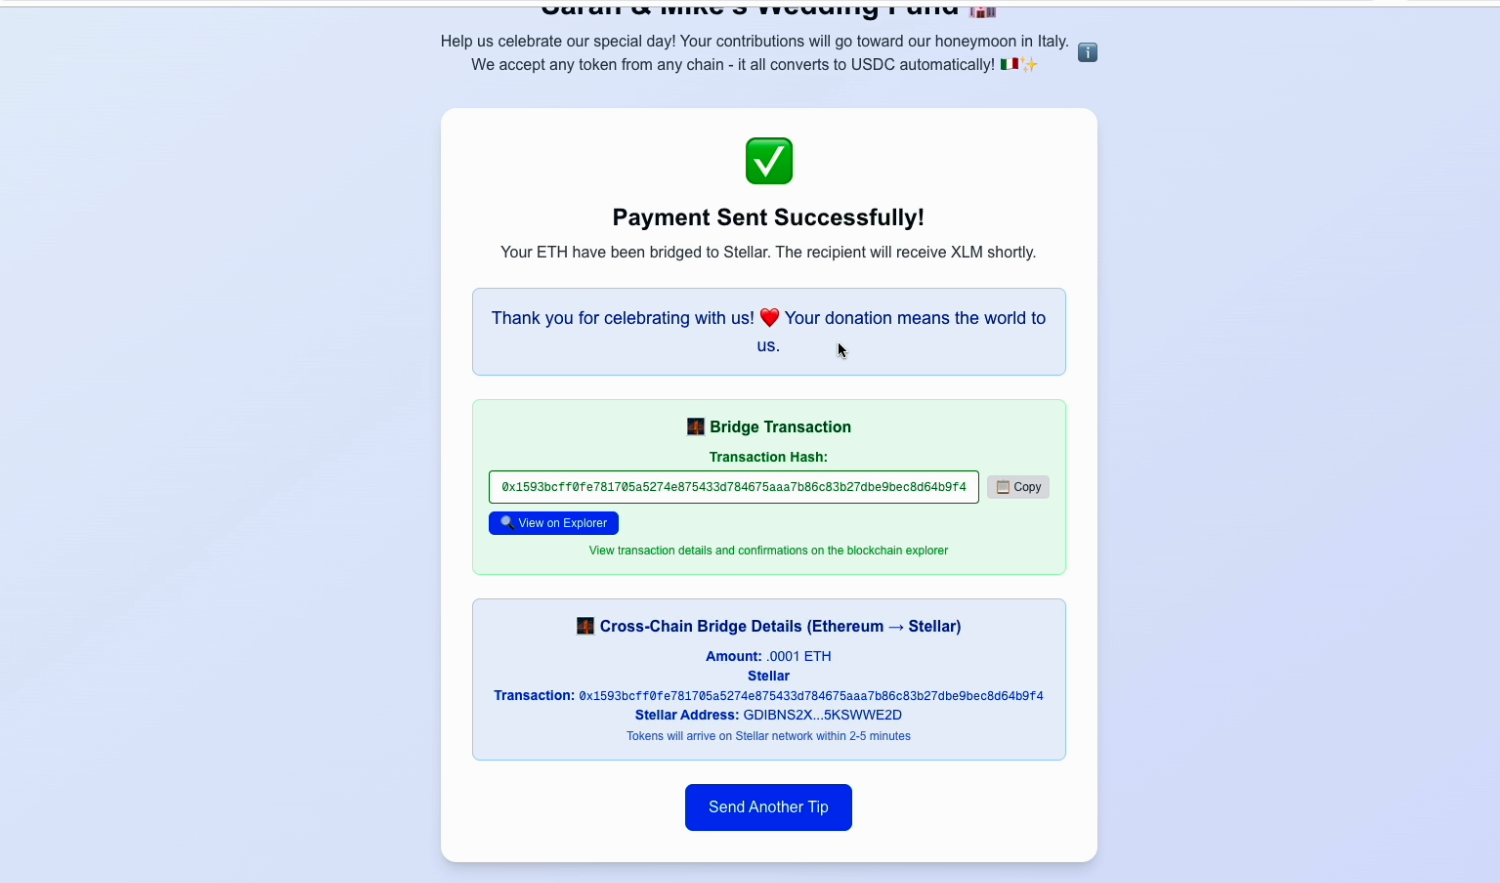 Sarah & Mike's Wedding Fund
Help us celebrate our special day! Your contributions will go toward our honeymoon in Italy.
We accept any token from any chain - it all converts to USDC automatically!
Payment Sent Successfully!
Your ETH have been bridged to Stellar. The recipient will receive XLM shortly.
Thank you for celebrating with us! ❤️ Your donation means the world to
us.
Bridge Transaction
Transaction Hash:
0x1593bcff0fe781705a5274e875433d784675aaa7b86c83b27dbe9bec8d64b9f4
Copy
View on Explorer
View transaction details and confirmations on the blockchain explorer
Cross-Chain Bridge Details (Ethereum → Stellar)
Amount: .0001 ETH
Stellar
Transaction: 0x1593bcff0fe781705a5274e875433d784675aaa7b86c83b27dbe9bec8d64b9f4
Stellar Address: GDIBNS2X...5KSWWE2D
Tokens will arrive on Stellar network within 2-5 minutes
Send Another Tip